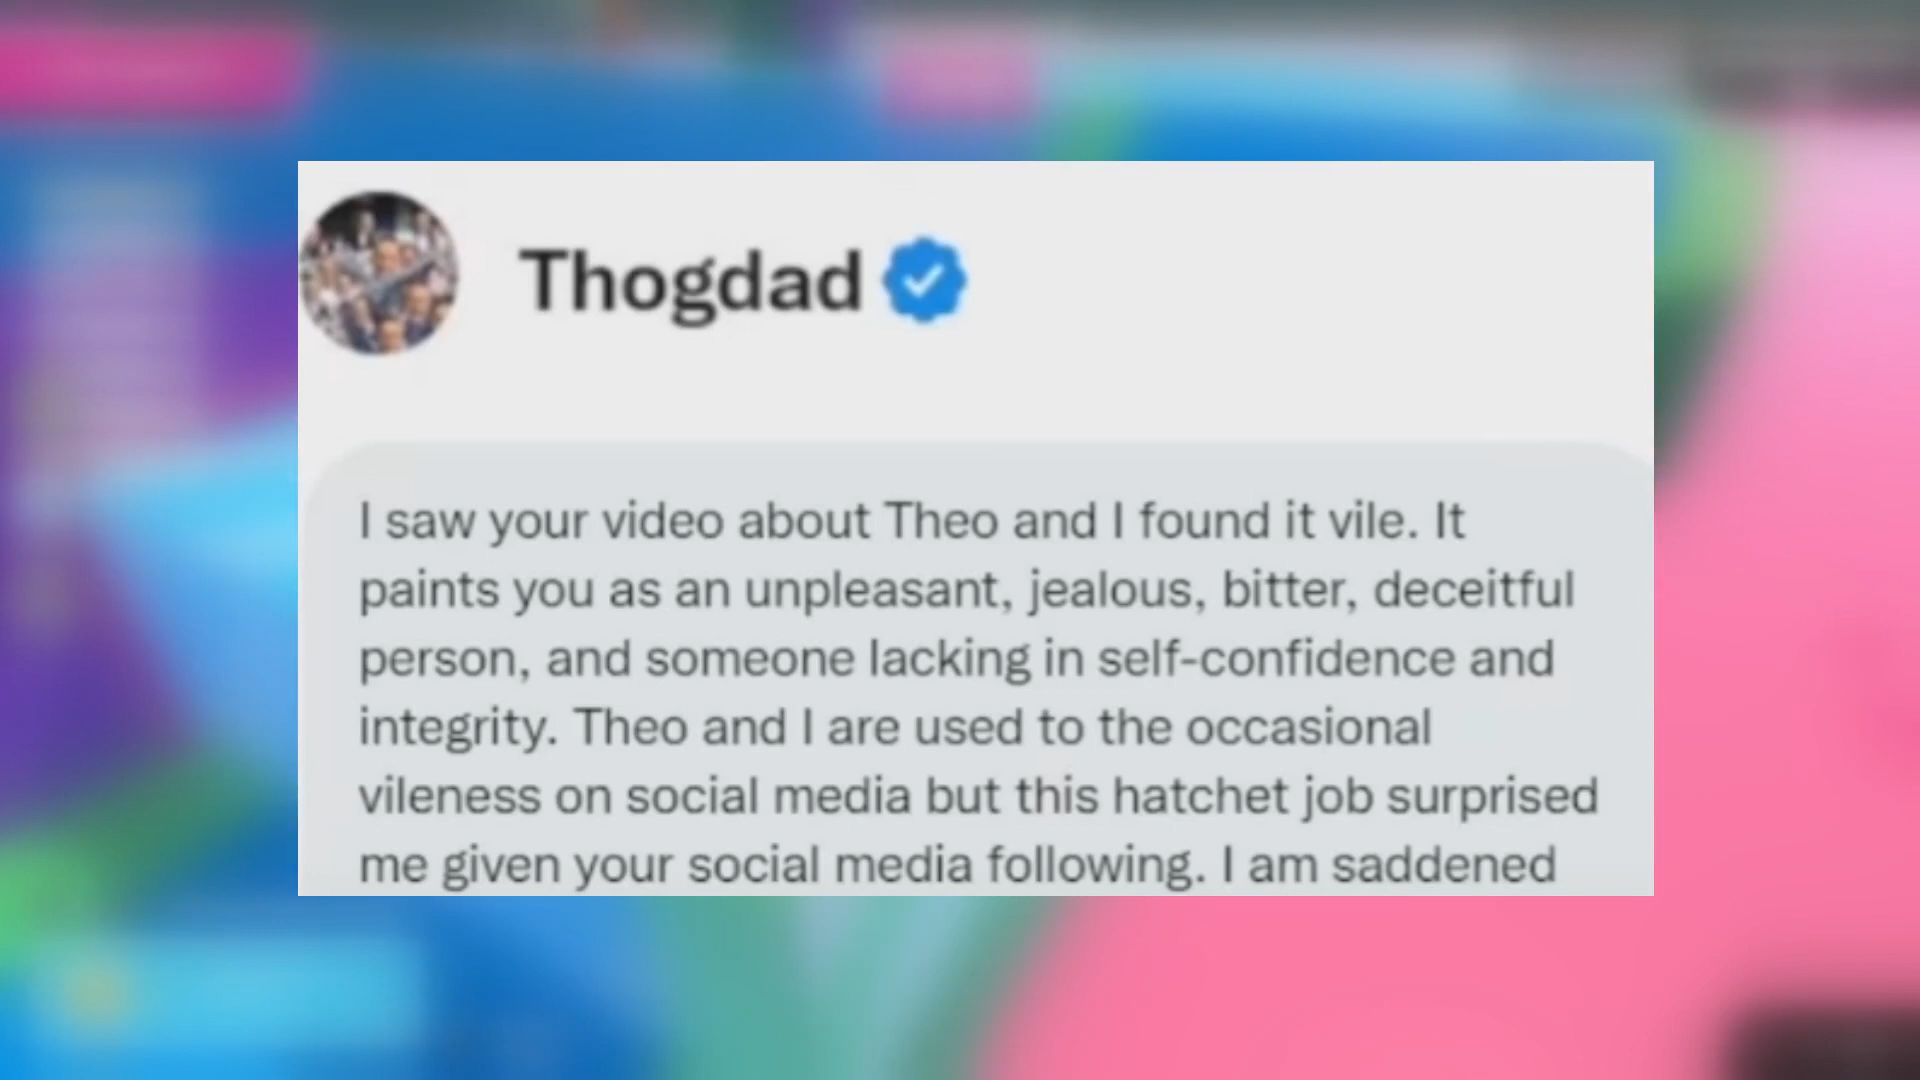 Thogdad
I saw your video about Theo and I found it vile. It
paints you as an unpleasant, jealous, bitter, deceitful
person, and someone lacking in self-confidence and
integrity. Theo and I are used to the occasional
vileness on social media but this hatchet job surprised
me given your social media following. I am saddened